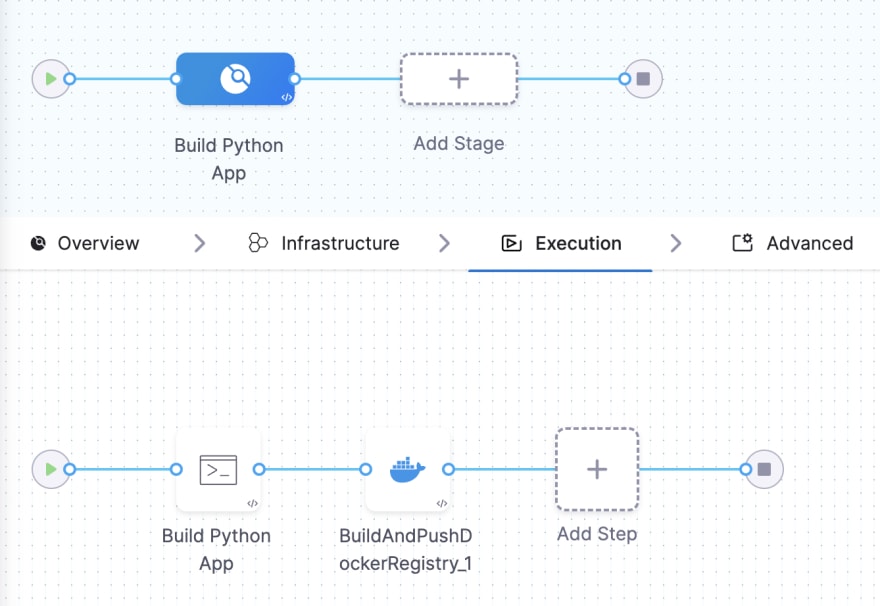 Build Python
App
Add Stage
Overview
Infrastructure
Execution
Advanced
Build Python
App
BuildAndPushD
ockerRegistry_1
Add Step